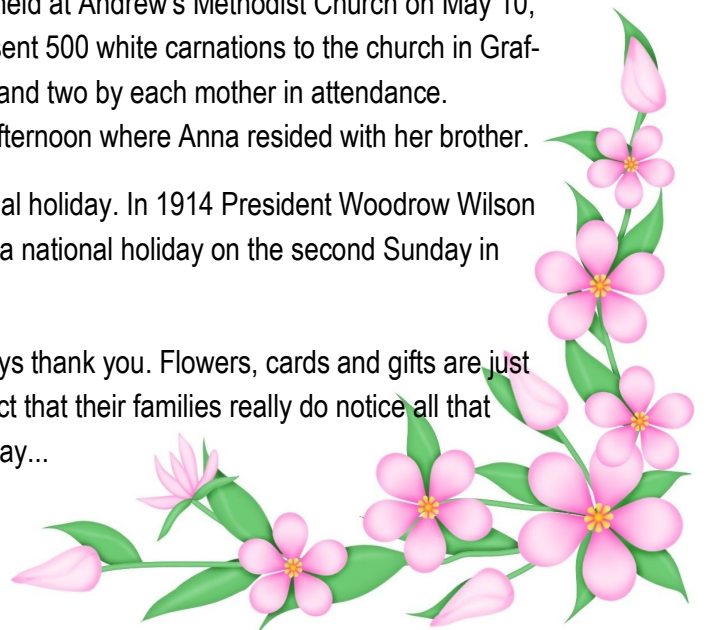 held at Andrew's Methodist Church on May 10,
sent 500 white carnations to the church in Graf-
and two by each mother in attendance.
fternoon where Anna resided with her brother.
al holiday. In 1914 President Woodrow Wilson
a national holiday on the second Sunday in
ys thank you. Flowers, cards and gifts are just
ct that their families really do notice all that
ay...